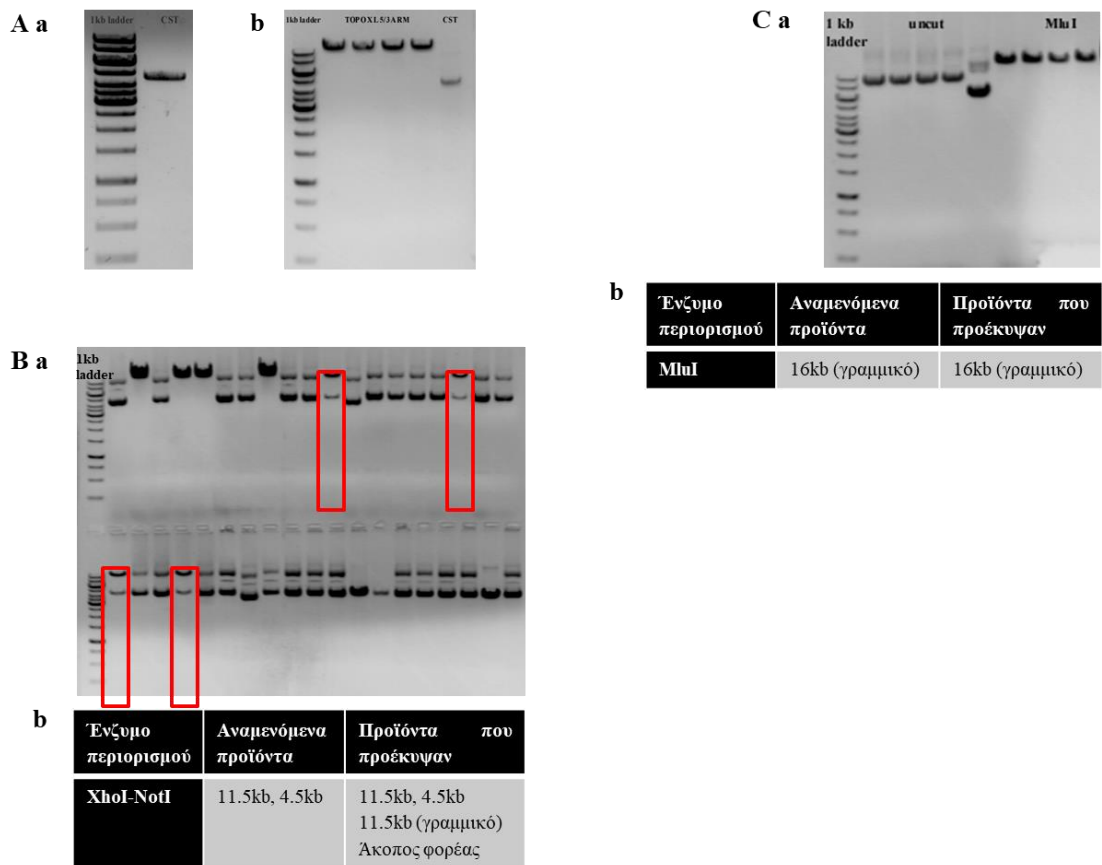 A a
1kb ladder
CST
b
1kb ladder
TOPO XL 5/3ARM
CST
C a
1 kb
ladder
uncut
MluI
b
Ένζυμο
περιορισμού
Αναμενόμενα
προϊόντα
Προϊόντα που
προέκυψαν
MluI
16kb (γραμμικό)
16kb (γραμμικό)
B a
1kb
ladder
b
Ένζυμο
περιορισμού
Αναμενόμενα
προϊόντα
Προϊόντα που
προέκυψαν
XhoI-NotI
11.5kb, 4.5kb
11.5kb, 4.5kb
11.5kb (γραμμικό)
Άκοπος φορέας